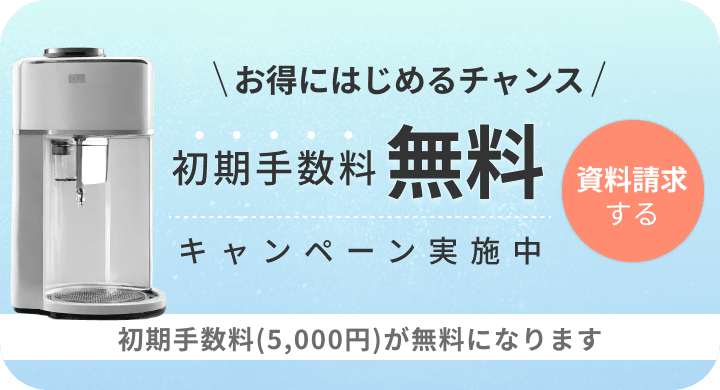 \ お得にはじめるチャンス /
初期手数料 無料
キャンペーン実施中
資料請求
する
初期手数料(5,000円)が無料になります